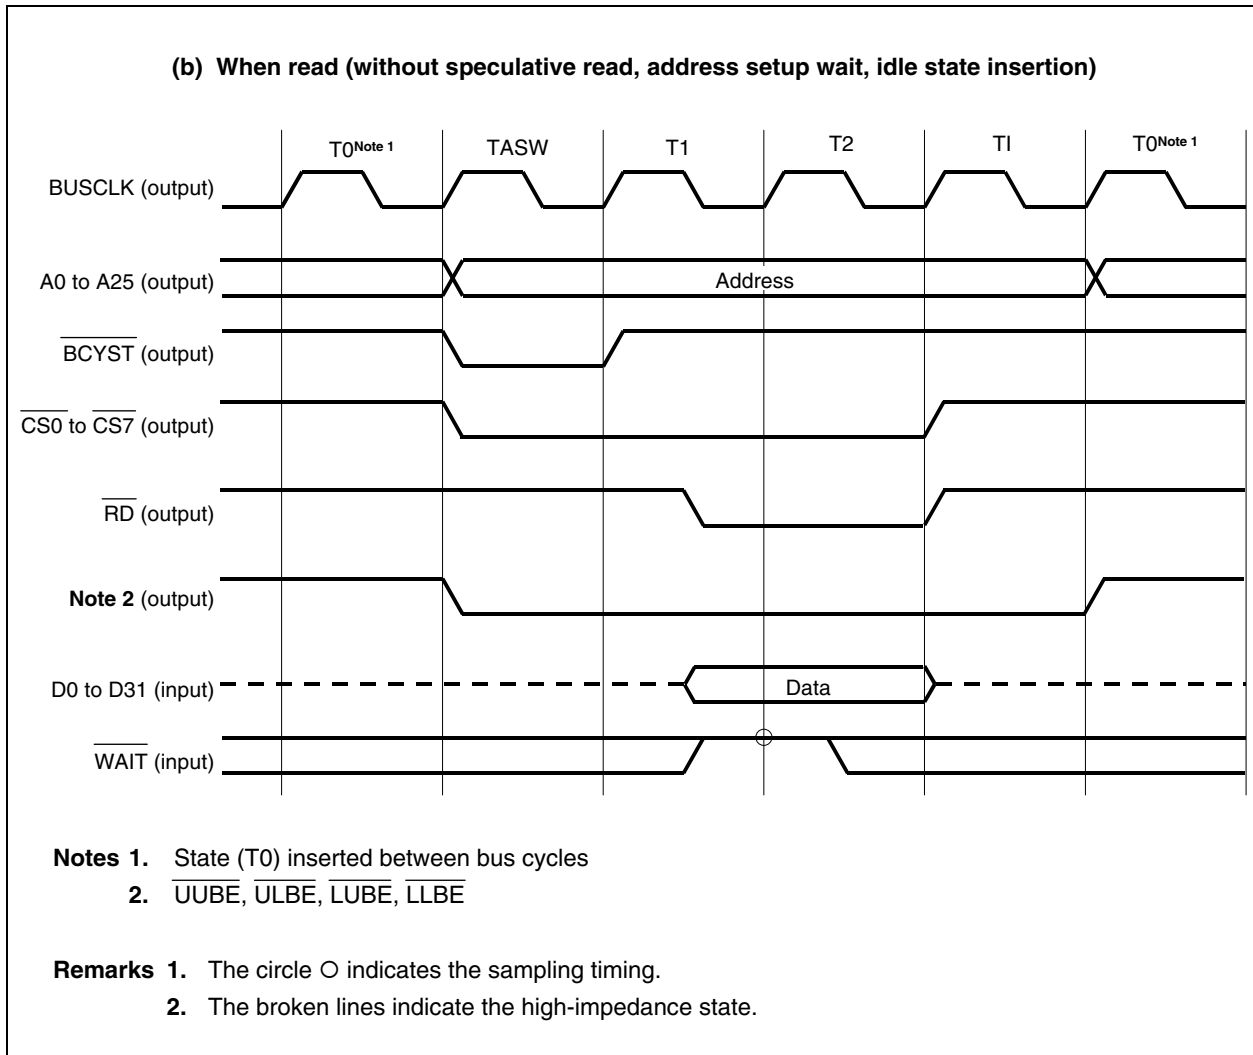 (b) When read (without speculative read, address setup wait, idle state insertion)
T0Note 1 TASW T1 T2 TI T0Note 1
BUSCLK (output)
A0 to A25 (output) Address
BCYST (output)
CS0 to CS7 (output)
RD (output)
Note 2 (output)
D0 to D31 (input) Data
WAIT (input)
Notes 1. State (T0) inserted between bus cycles
2. UUBE, ULBE, LUBE, LLBE
Remarks 1. The circle O indicates the sampling timing.
2. The broken lines indicate the high-impedance state.